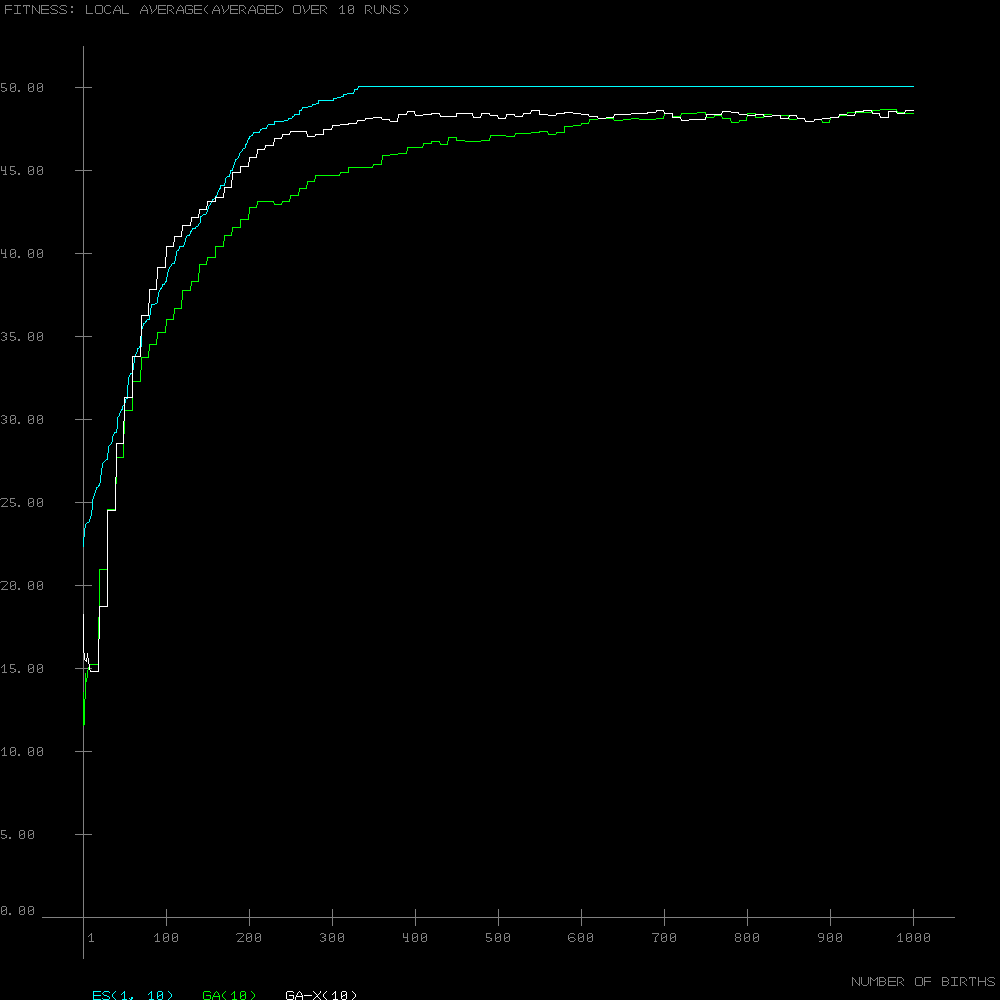 FITNESS: LOCAL AVERAGE(AVERAGED OVER 10 RUNS)
50.00
45.00
40.00
35.00
30.00
25.00
20.00
15.00
10.00
5.00
0.00
1 100 200 300 400 500 600 700 800 900 1000
NUMBER OF BIRTHS
ES(1, 10) GA(10) GA-X(10)